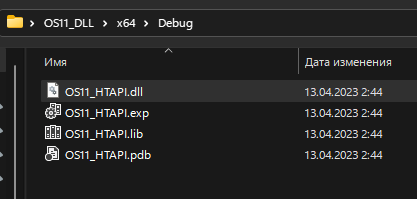 OS11_DLL > x64 > Debug
Имя Дата изменения
OS11_HTAPI.dll 13.04.2023 2:44
OS11_HTAPI.exp 13.04.2023 2:44
OS11_HTAPI.lib 13.04.2023 2:44
OS11_HTAPI.pdb 13.04.2023 2:44